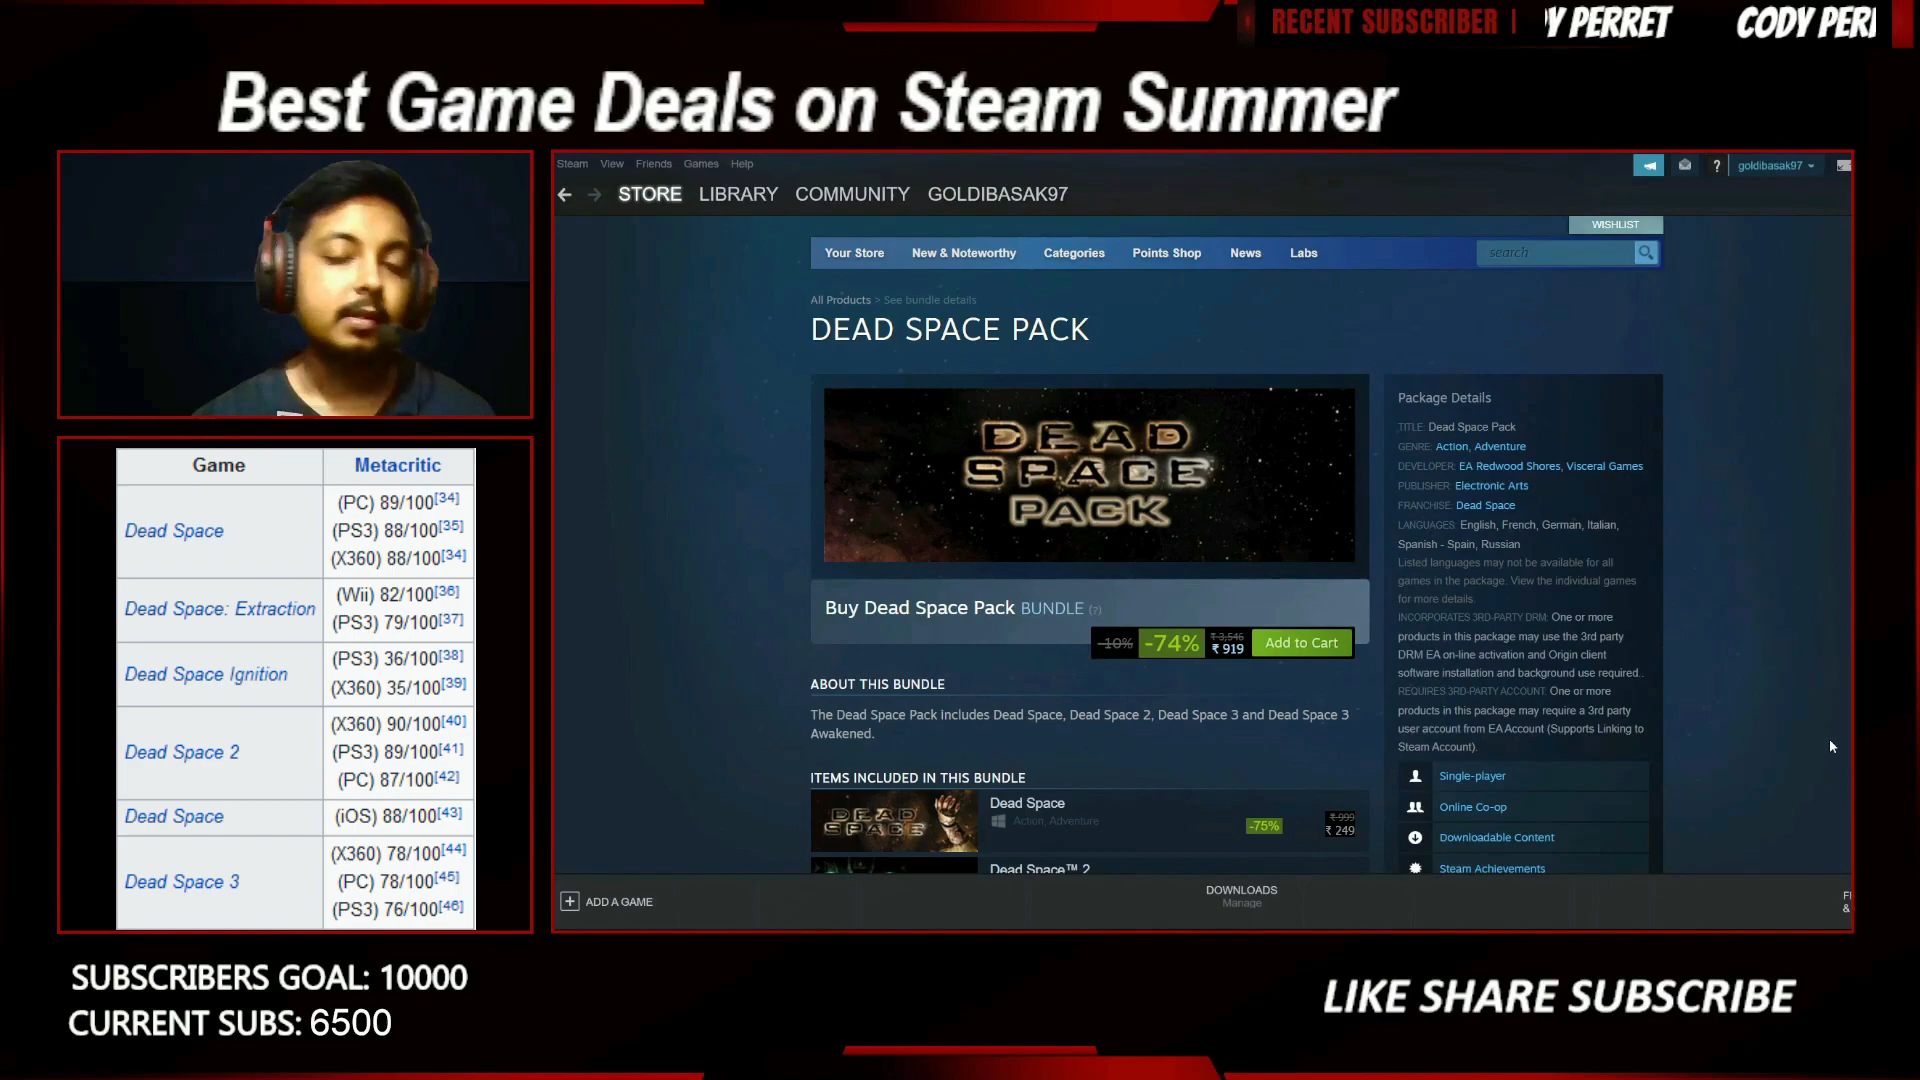 RECENT SUBSCRIBER | Y PERRET CODY PERR
Best Game Deals on Steam Summer
Steam View Friends Games Help
goldibasak97
STORE LIBRARY COMMUNITY GOLDIBASAK97
WISHLIST
Your Store New & Noteworthy Categories Points Shop News Labs search
All Products > See bundle details
DEAD SPACE PACK
DEAD
SPACE
PACK
Buy Dead Space Pack BUNDLE (?)
-10% -74% ₹ 3,546 ₹ 919 Add to Cart
ABOUT THIS BUNDLE
The Dead Space Pack includes Dead Space, Dead Space 2, Dead Space 3 and Dead Space 3
Awakened.
ITEMS INCLUDED IN THIS BUNDLE
DEAD
SPACE
Dead Space
Action, Adventure
-75% ₹ 999 ₹ 249
Dead Space™ 2
Package Details
TITLE: Dead Space Pack
GENRE: Action, Adventure
DEVELOPER: EA Redwood Shores, Visceral Games
PUBLISHER: Electronic Arts
FRANCHISE: Dead Space
LANGUAGES: English, French, German, Italian,
Spanish - Spain, Russian
Listed languages may not be available for all
games in the package. View the individual games
for more details.
INCORPORATES 3RD-PARTY DRM: One or more
products in this package may use the 3rd party
DRM EA on-line activation and Origin client
software installation and background use required..
REQUIRES 3RD-PARTY ACCOUNT: One or more
products in this package may require a 3rd party
user account from EA Account (Supports Linking to
Steam Account).
Single-player
Online Co-op
Downloadable Content
Steam Achievements
ADD A GAME
DOWNLOADS
Manage
Game Metacritic
Dead Space
(PC) 89/100[34]
(PS3) 88/100[35]
(X360) 88/100[34]
Dead Space: Extraction
(Wii) 82/100[36]
(PS3) 79/100[37]
Dead Space Ignition
(PS3) 36/100[38]
(X360) 35/100[39]
Dead Space 2
(X360) 90/100[40]
(PS3) 89/100[41]
(PC) 87/100[42]
Dead Space
(iOS) 88/100[43]
Dead Space 3
(X360) 78/100[44]
(PC) 78/100[45]
(PS3) 76/100[46]
SUBSCRIBERS GOAL: 10000
CURRENT SUBS: 6500
LIKE SHARE SUBSCRIBE